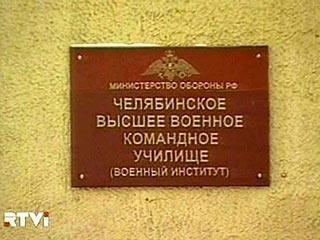 МИНИСТЕРСТВО ОБОРОНЫ РФ
ЧЕЛЯБИНСКОЕ
ВЫСШЕЕ ВОЕННОЕ
КОМАНДНОЕ
УЧИЛИЩЕ
(ВОЕННЫЙ ИНСТИТУТ)
RTVi